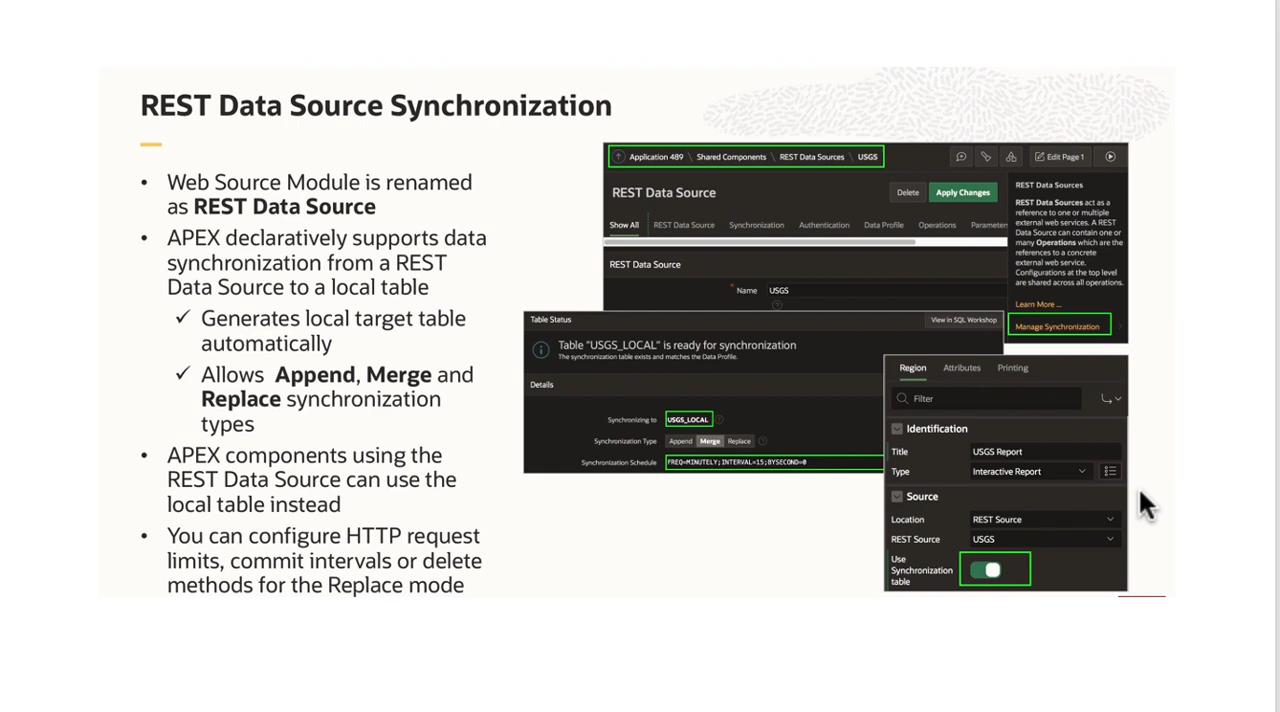 REST Data Source Synchronization
• Web Source Module is renamed
as REST Data Source
• APEX declaratively supports data
synchronization from a REST
Data Source to a local table
✓ Generates local target table
automatically
✓ Allows Append, Merge and
Replace synchronization
types
• APEX components using the
REST Data Source can use the
local table instead
• You can configure HTTP request
limits, commit intervals or delete
methods for the Replace mode
Application 489 \ Shared Components \ REST Data Sources \ USGS
Edit Page 1
REST Data Source
Delete
Apply Changes
Show All
REST Data Source
Synchronization
Authentication
Data Profile
Operations
Parameters
REST Data Source
* Name
USGS
REST Data Sources
REST Data Sources act as a
reference to one or multiple
external web services. A REST
Data Source can contain one or
many Operations which are the
references to a concrete
external web service.
Configurations at the top level
are shared across all operations.
Learn More ...
Manage Synchronization
Table Status
View in SQL Workshop
Table "USGS_LOCAL" is ready for synchronization
The synchronization table exists and matches the Data Profile.
Details
Synchronizing to
USGS_LOCAL
Synchronization Type
Append
Merge
Replace
Synchronization Schedule
FREQ=MINUTELY;INTERVAL=15;BYSECOND=0
Region
Attributes
Printing
Filter
Identification
Title
USGS Report
Type
Interactive Report
Source
Location
REST Source
REST Source
USGS
Use
Synchronization
table